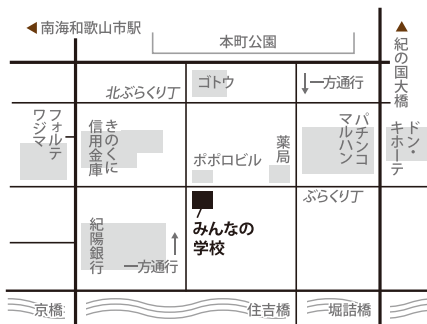 南海和歌山市駅
本町公園
紀の国大橋
北ぶらくり丁
ゴトウ
一方通行
フォルテ
ワジマ
きのくに
信用金庫
ポポロビル
薬局
パチンコ
マルハン
ドン・
キホーテ
ぶらくり丁
みんなの
学校
紀陽銀行
一方通行
京橋
住吉橋
堀詰橋